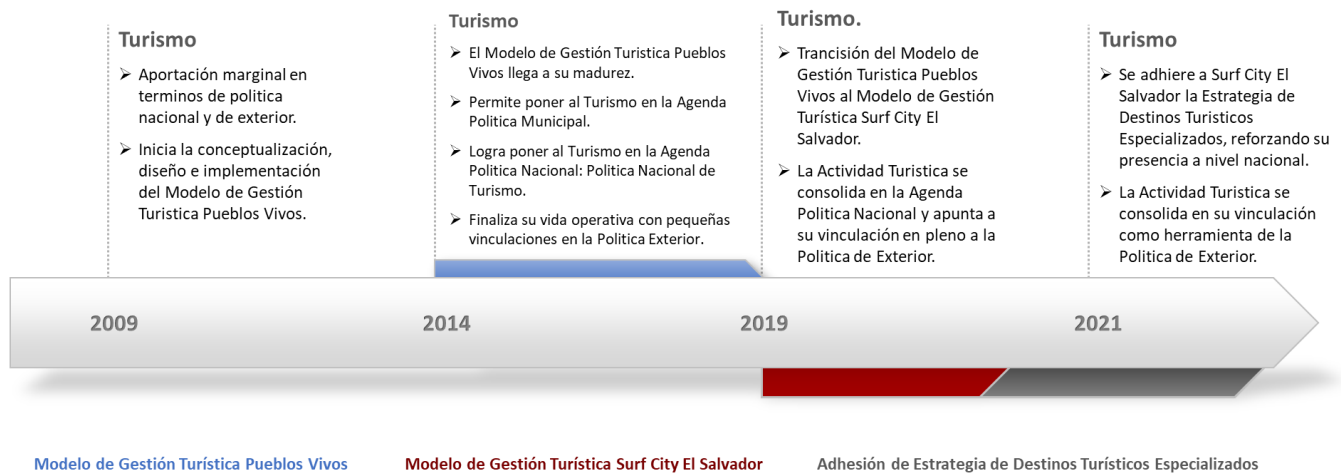 Turismo
➢ Aportación marginal en
terminos de politica
nacional y de exterior.
➢ Inicia la conceptualización,
diseño e implementación
del Modelo de Gestión
Turistica Pueblos Vivos.
Turismo
➢ El Modelo de Gestión Turistica Pueblos
Vivos llega a su madurez.
➢ Permite poner al Turismo en la Agenda
Politica Municipal.
➢ Logra poner al Turismo en la Agenda
Politica Nacional: Politica Nacional de
Turismo.
➢ Finaliza su vida operativa con pequeñas
vinculaciones en la Politica Exterior.
Turismo.
➢ Trancisión del Modelo de
Gestión Turistica Pueblos
Vivos al Modelo de Gestión
Turística Surf City El
Salvador.
➢ La Actividad Turistica se
consolida en la Agenda
Politica Nacional y apunta a
su vinculación en pleno a la
Politica de Exterior.
Turismo
➢ Se adhiere a Surf City El
Salvador la Estrategia de
Destinos Turisticos
Especializados, reforzando su
presencia a nivel nacional.
➢ La Actividad Turistica se
consolida en su vinculación
como herramienta de la
Politica de Exterior.
2009
2014
2019
2021
Modelo de Gestión Turística Pueblos Vivos
Modelo de Gestión Turística Surf City El Salvador
Adhesión de Estrategia de Destinos Turísticos Especializados